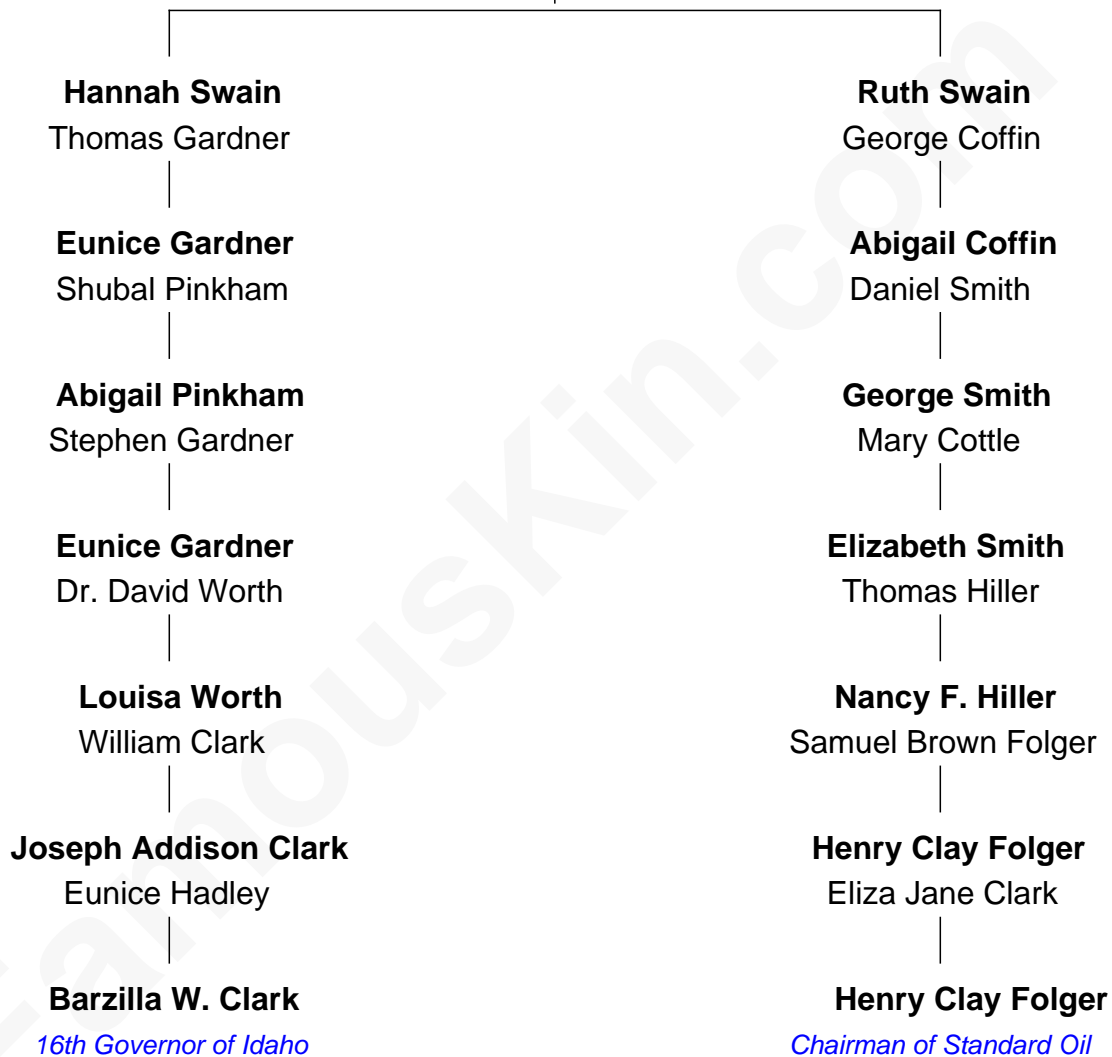 Hannah Swain
Thomas Gardner
Eunice Gardner
Shubal Pinkham
Abigail Pinkham
Stephen Gardner
Eunice Gardner
Dr. David Worth
Louisa Worth
William Clark
Joseph Addison Clark
Eunice Hadley
Barzilla W. Clark
16th Governor of Idaho
Ruth Swain
George Coffin
Abigail Coffin
Daniel Smith
George Smith
Mary Cottle
Elizabeth Smith
Thomas Hiller
Nancy F. Hiller
Samuel Brown Folger
Henry Clay Folger
Eliza Jane Clark
Henry Clay Folger
Chairman of Standard Oil
FamousKin.com